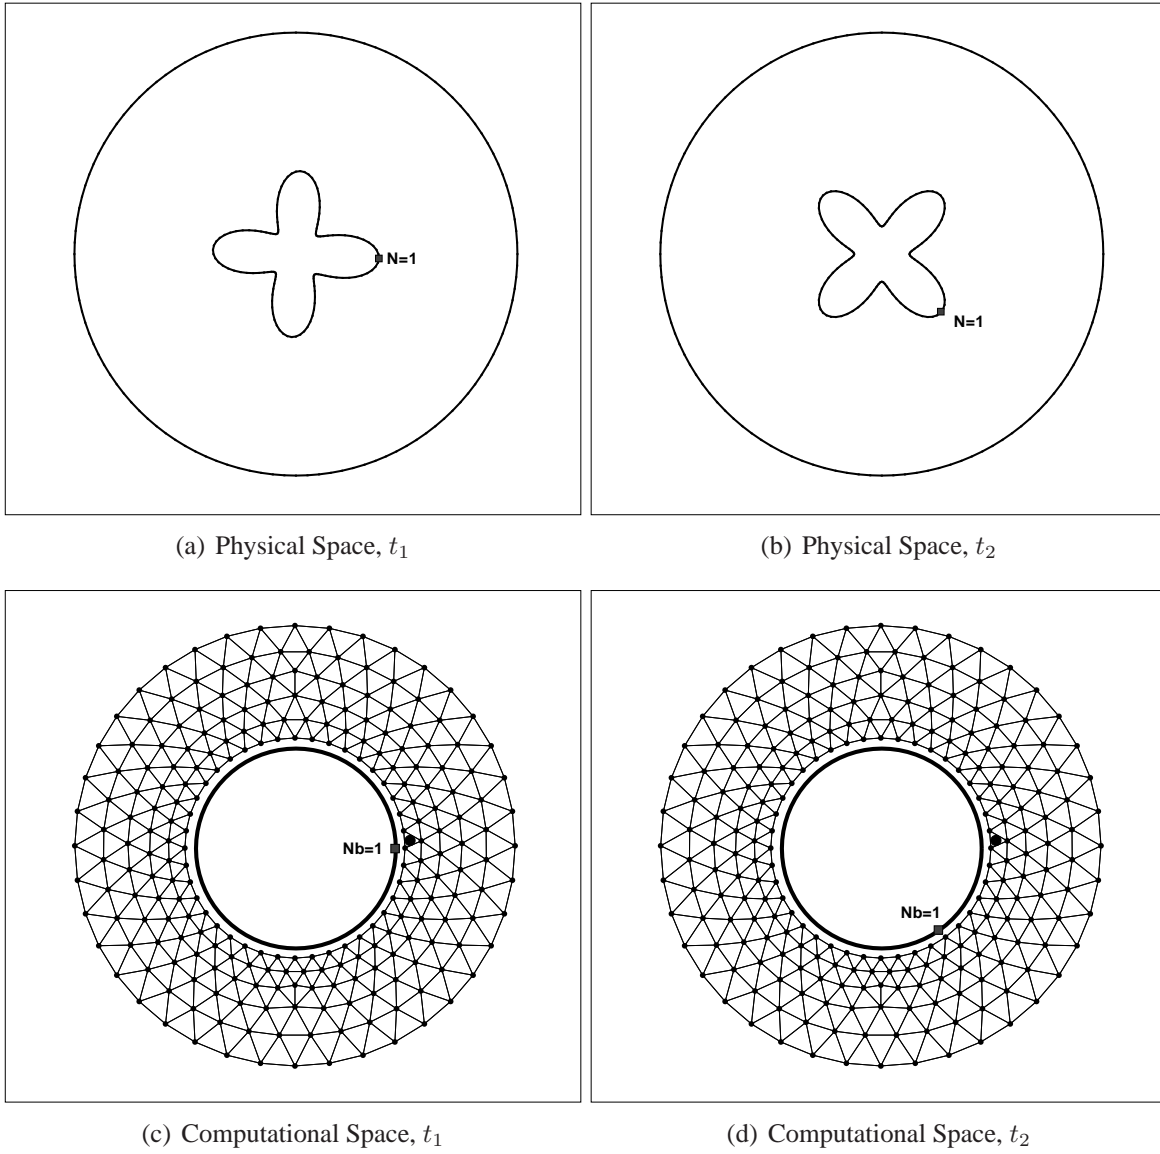 N=1
N=1
(a) Physical Space, t₁
(b) Physical Space, t₂
Nb=1
Nb=1
(c) Computational Space, t₁
(d) Computational Space, t₂